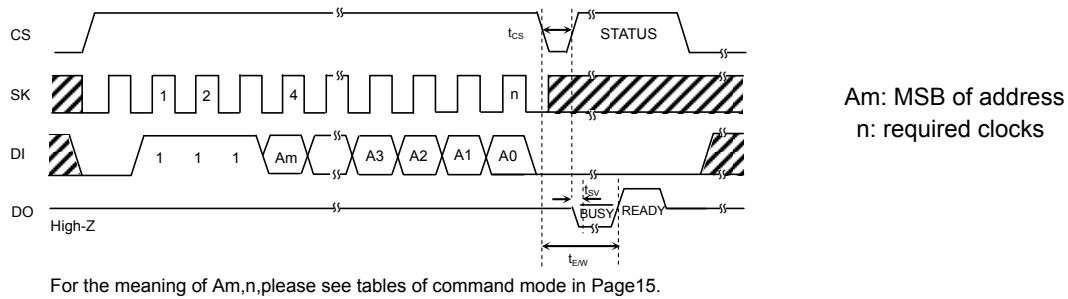 CS
tCS
STATUS
SK
1 2 4 n
Am: MSB of address
n: required clocks
DI
1 1 1 Am A3 A2 A1 A0
tSV
DO
BUSY READY
High-Z
tE/W
For the meaning of Am,n,please see tables of command mode in Page15.